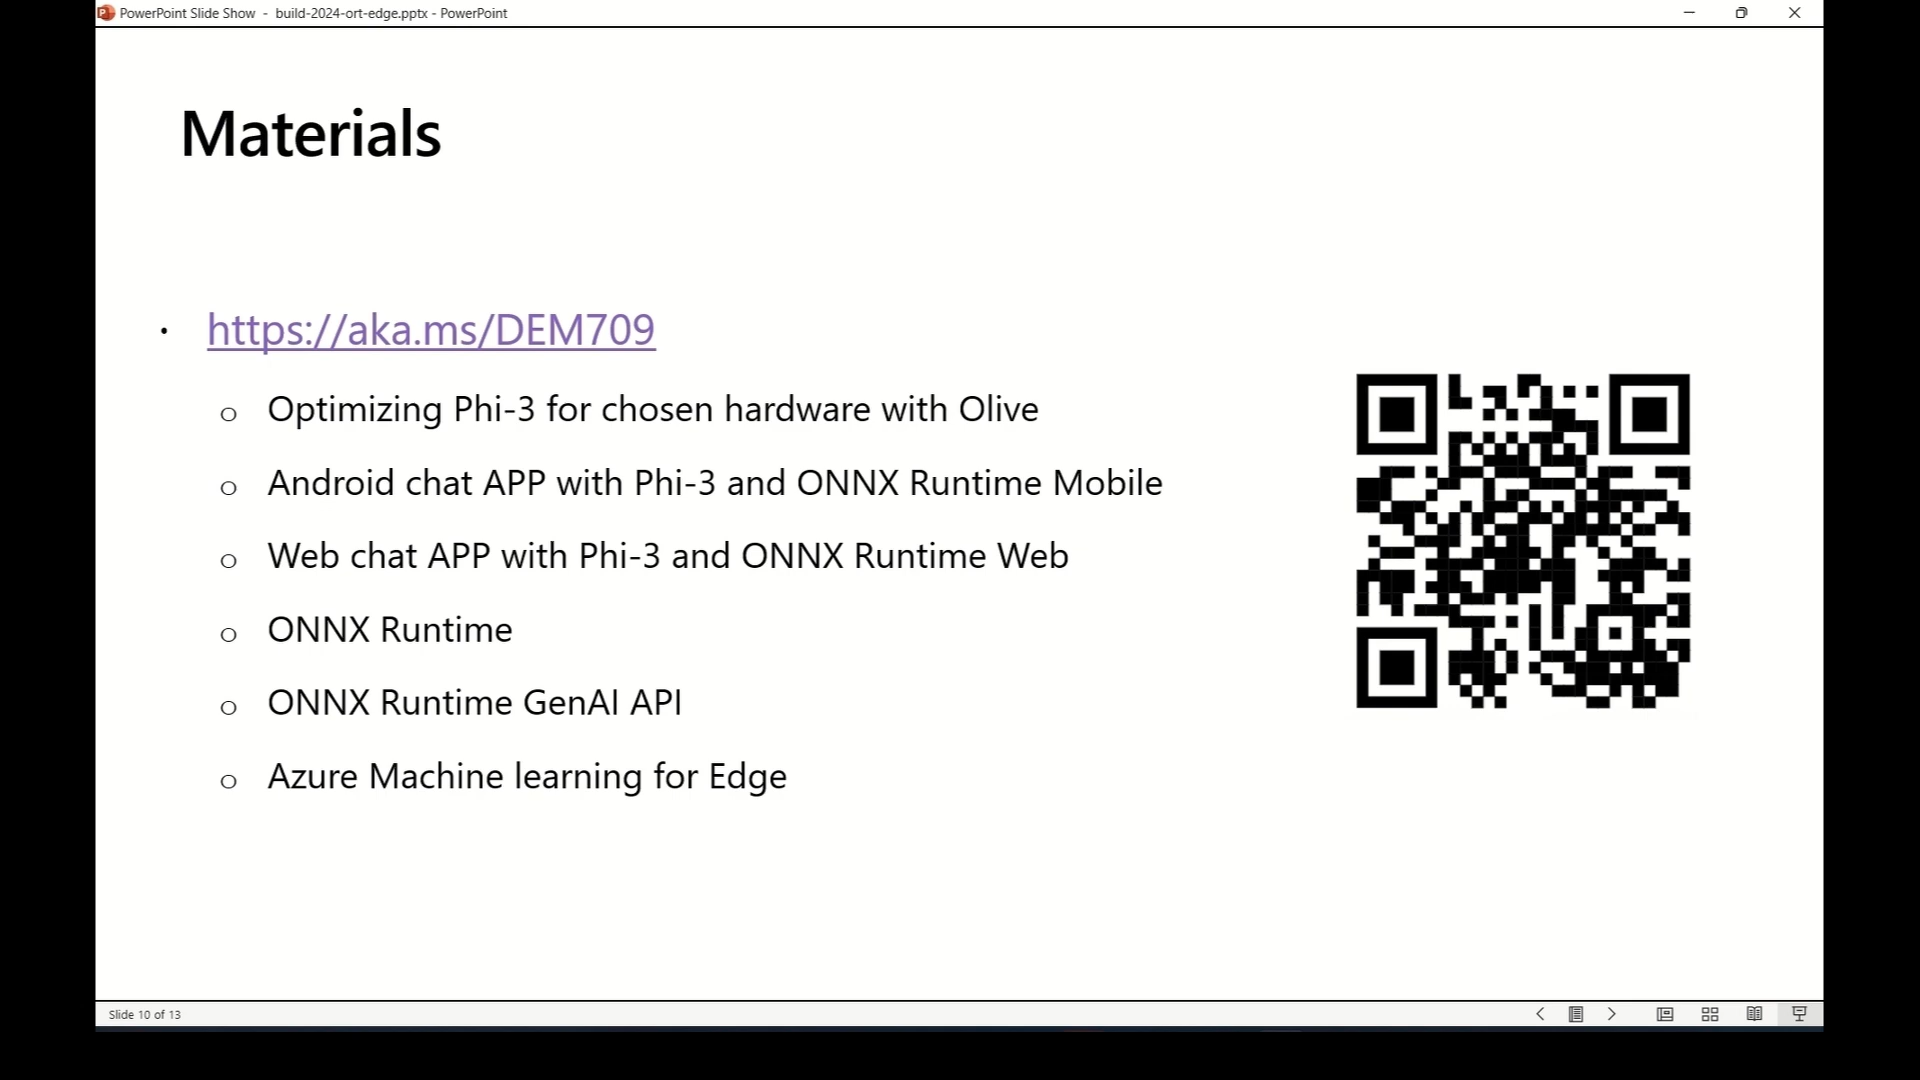 PowerPoint Slide Show - build-2024-ort-edge.pptx - PowerPoint
Materials
• https://aka.ms/DEM709
o Optimizing Phi-3 for chosen hardware with Olive
o Android chat APP with Phi-3 and ONNX Runtime Mobile
o Web chat APP with Phi-3 and ONNX Runtime Web
o ONNX Runtime
o ONNX Runtime GenAI API
o Azure Machine learning for Edge
Slide 10 of 13